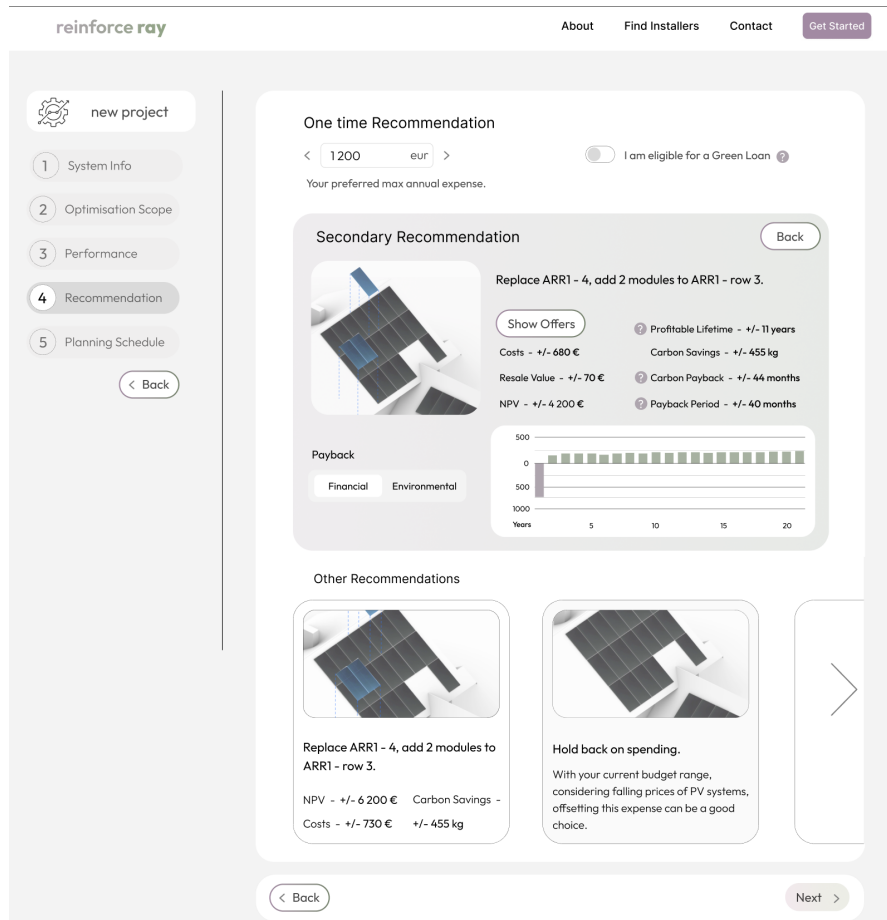 reinforce ray
About
Find Installers
Contact
Get Started
new project
1 System Info
2 Optimisation Scope
3 Performance
4 Recommendation
5 Planning Schedule
< Back
One time Recommendation
< 1200 eur >
I am eligible for a Green Loan ?
Your preferred max annual expense.
Secondary Recommendation
Back
Replace ARR1 - 4, add 2 modules to ARR1 - row 3.
Show Offers
? Profitable Lifetime - +/- 11 years
Costs - +/- 680 €
Carbon Savings - +/- 455 kg
Resale Value - +/- 70 €
? Carbon Payback - +/- 44 months
NPV - +/- 4 200 €
? Payback Period - +/- 40 months
Payback
Financial
Environmental
500
0
500
1000
Years 5 10 15 20
Other Recommendations
Replace ARR1 - 4, add 2 modules to
ARR1 - row 3.
NPV - +/- 6 200 €
Carbon Savings -
Costs - +/- 730 €
+/- 455 kg
Hold back on spending.
With your current budget range,
considering falling prices of PV systems,
offsetting this expense can be a good
choice.
< Back
Next >